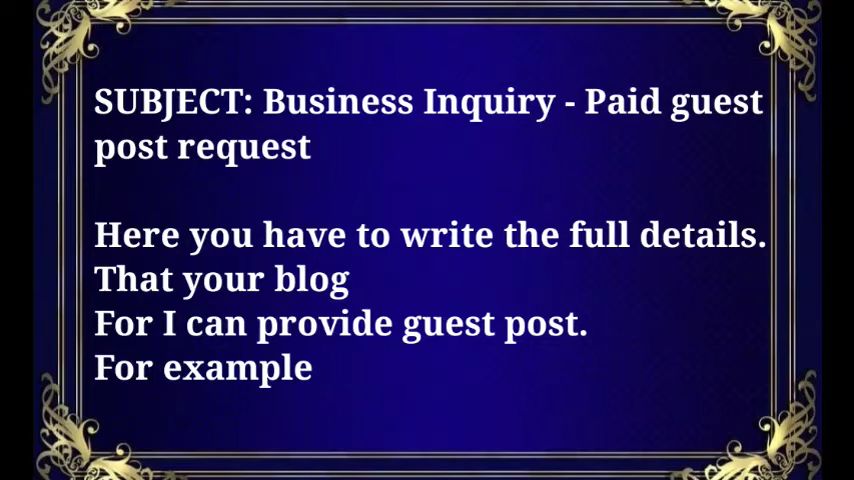 SUBJECT: Business Inquiry - Paid guest
post request
Here you have to write the full details.
That your blog
For I can provide guest post.
For example